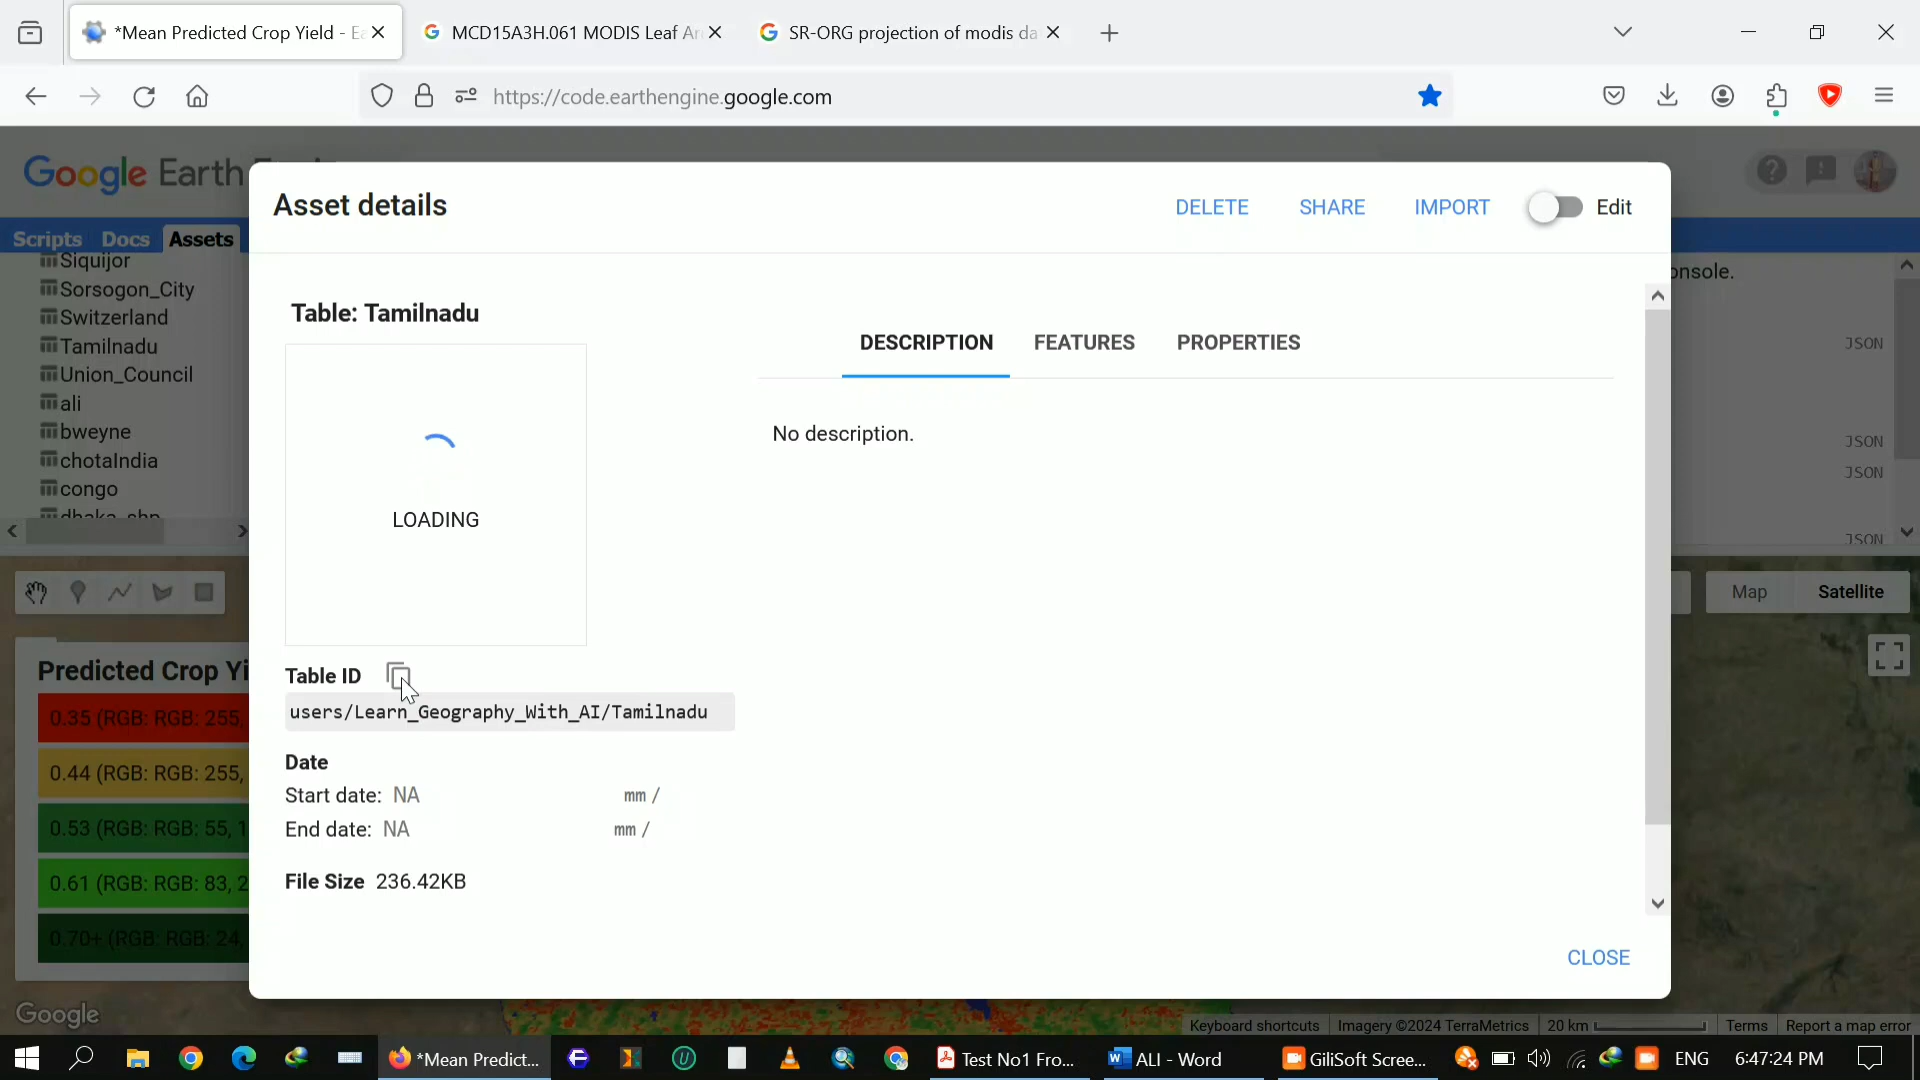 *Mean Predicted Crop Yield - Ea
MCD15A3H.061 MODIS Leaf Ar
SR-ORG projection of modis da
https://code.earthengine.google.com
Google Earth
Asset details
DELETE
SHARE
IMPORT
Edit
Scripts
Docs
Assets
Siquijor
Sorsogon_City
Switzerland
Tamilnadu
Union_Council
ali
bweyne
chotaIndia
congo
dhaka_shp
onsole.
JSON
JSON
JSON
JSON
Table: Tamilnadu
LOADING
DESCRIPTION
FEATURES
PROPERTIES
No description.
Table ID
users/Learn_Geography_With_AI/Tamilnadu
Date
Start date: NA mm /
End date: NA mm /
File Size 236.42KB
CLOSE
Map
Satellite
Predicted Crop Yi
0.35 (RGB: RGB: 255,
0.44 (RGB: RGB: 255,
0.53 (RGB: RGB: 55, 1
0.61 (RGB: RGB: 83, 2
0.70+ (RGB: RGB: 24,
Google
Keyboard shortcuts
Imagery ©2024 TerraMetrics
20 km
Terms
Report a map error
*Mean Predict...
Test No1 Fro...
ALI - Word
GiliSoft Scree...
ENG
6:47:24 PM